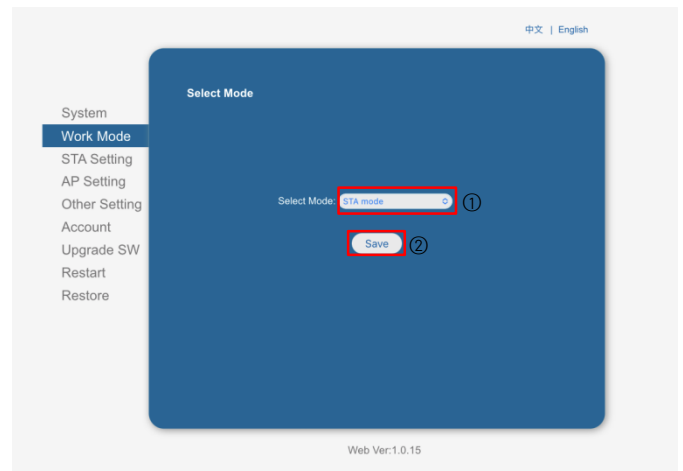 中文 | English
Select Mode
System
Work Mode
STA Setting
AP Setting
Other Setting
Account
Upgrade SW
Restart
Restore
Select Mode: STA mode ①
Save ②
Web Ver:1.0.15